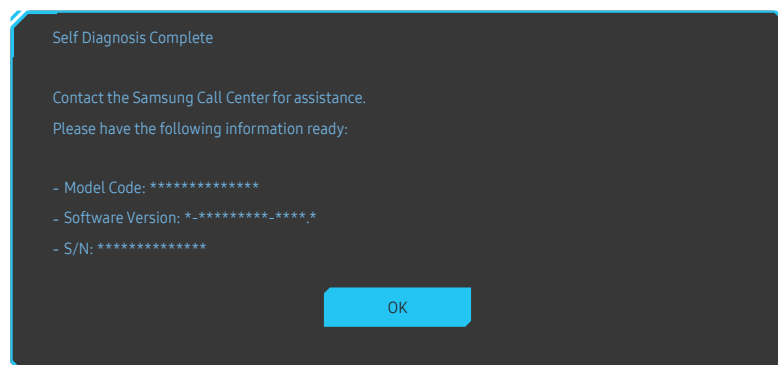 Self Diagnosis Complete
Contact the Samsung Call Center for assistance.
Please have the following information ready:
- Model Code: **************
- Software Version: *-*********-****.*
- S/N: **************
OK